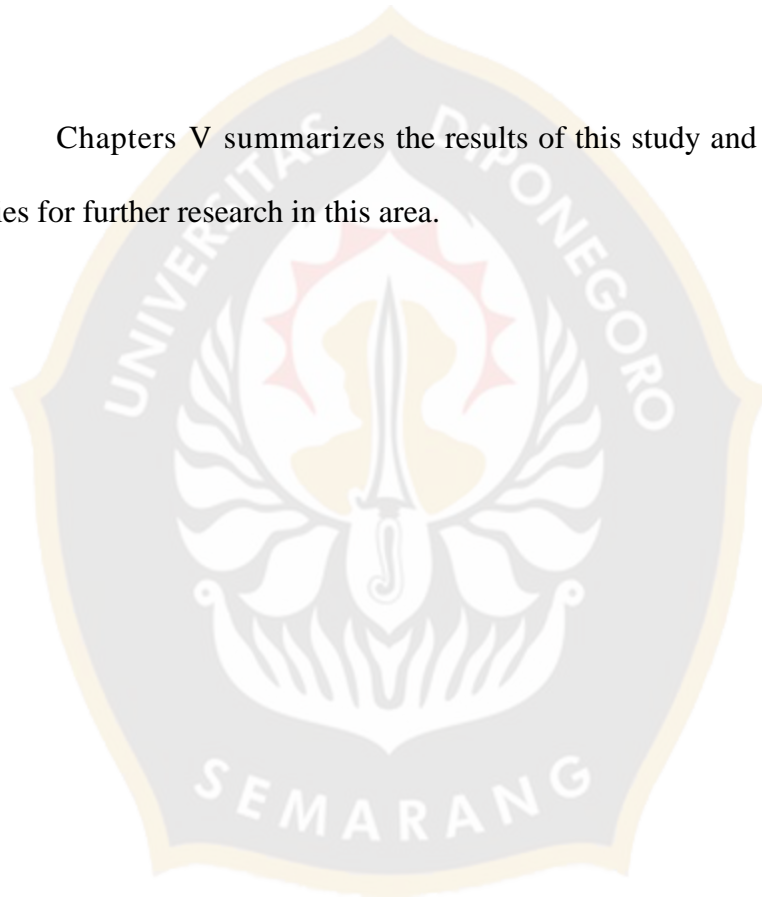 Chapters V summarizes the results of this study and
es for further research in this area.
UNIVERSITAS DIPONEGORO
SEMARANG